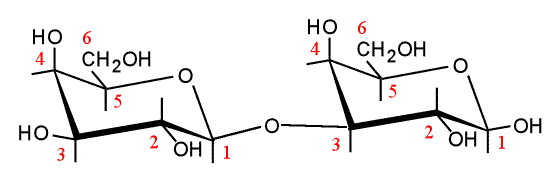 HO 6 HO 6
4 CH2OH O 4 CH2OH O
5 5
HO 2 O 2 OH
3 OH 1 3 OH 1